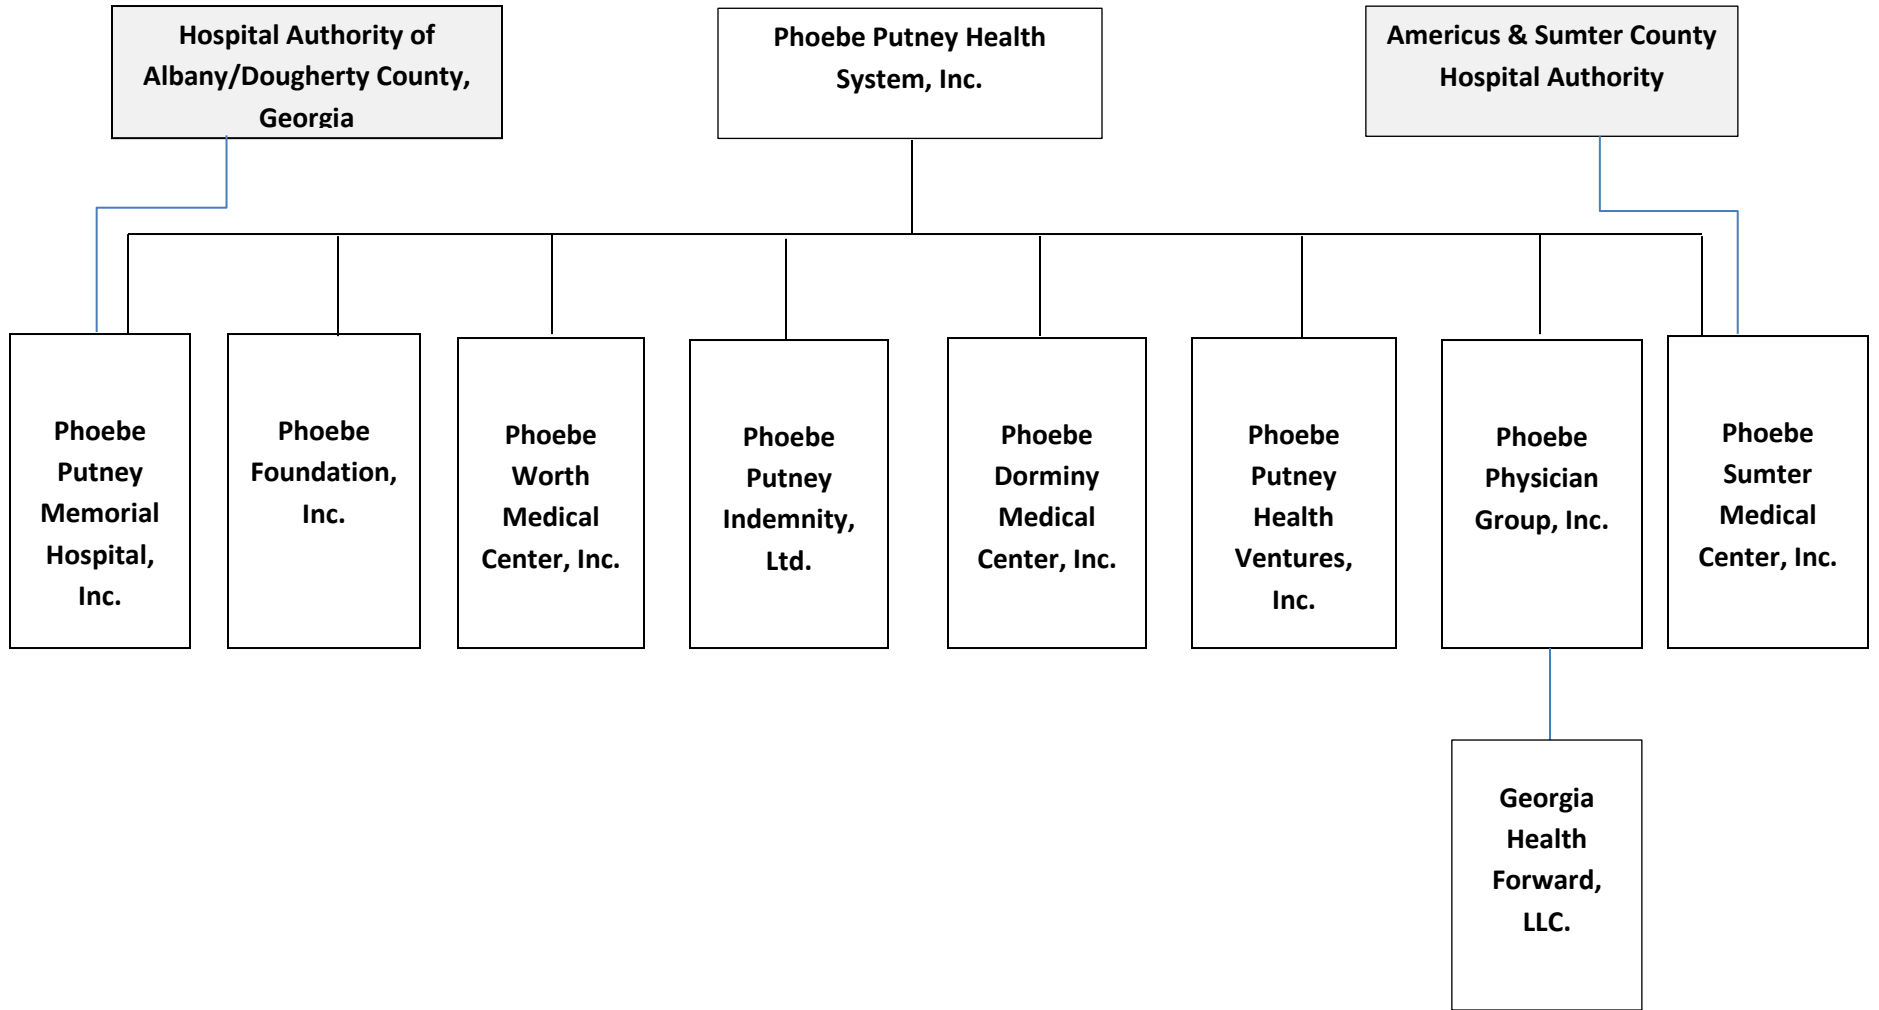 Hospital Authority of
Albany/Dougherty County,
Georgia
Phoebe Putney Health
System, Inc.
Americus & Sumter County
Hospital Authority
Phoebe
Putney
Memorial
Hospital,
Inc.
Phoebe
Foundation,
Inc.
Phoebe
Worth
Medical
Center, Inc.
Phoebe
Putney
Indemnity,
Ltd.
Phoebe
Dorminy
Medical
Center, Inc.
Phoebe
Putney
Health
Ventures,
Inc.
Phoebe
Physician
Group, Inc.
Phoebe
Sumter
Medical
Center, Inc.
Georgia
Health
Forward,
LLC.